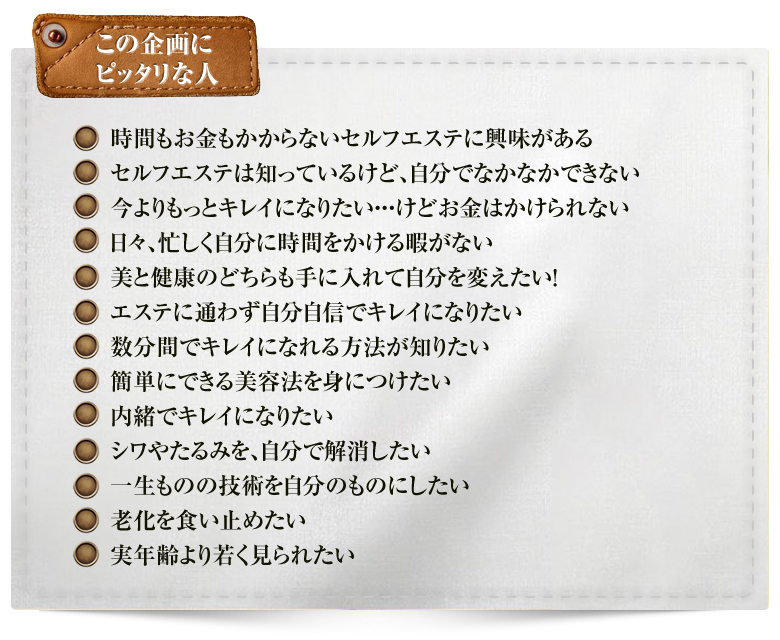 この企画に
ピッタリな人
時間もお金もかからないセルフエステに興味がある
セルフエステは知っているけど、自分でなかなかできない
今よりもっとキレイになりたい…けどお金はかけられない
日々、忙しく自分に時間をかける暇がない
美と健康のどちらも手に入れて自分を変えたい!
エステに通わず自分自信でキレイになりたい
数分間でキレイになれる方法が知りたい
簡単にできる美容法を身につけたい
内緒でキレイになりたい
シワやたるみを、自分で解消したい
一生ものの技術を自分のものにしたい
老化を食い止めたい
実年齢より若く見られたい